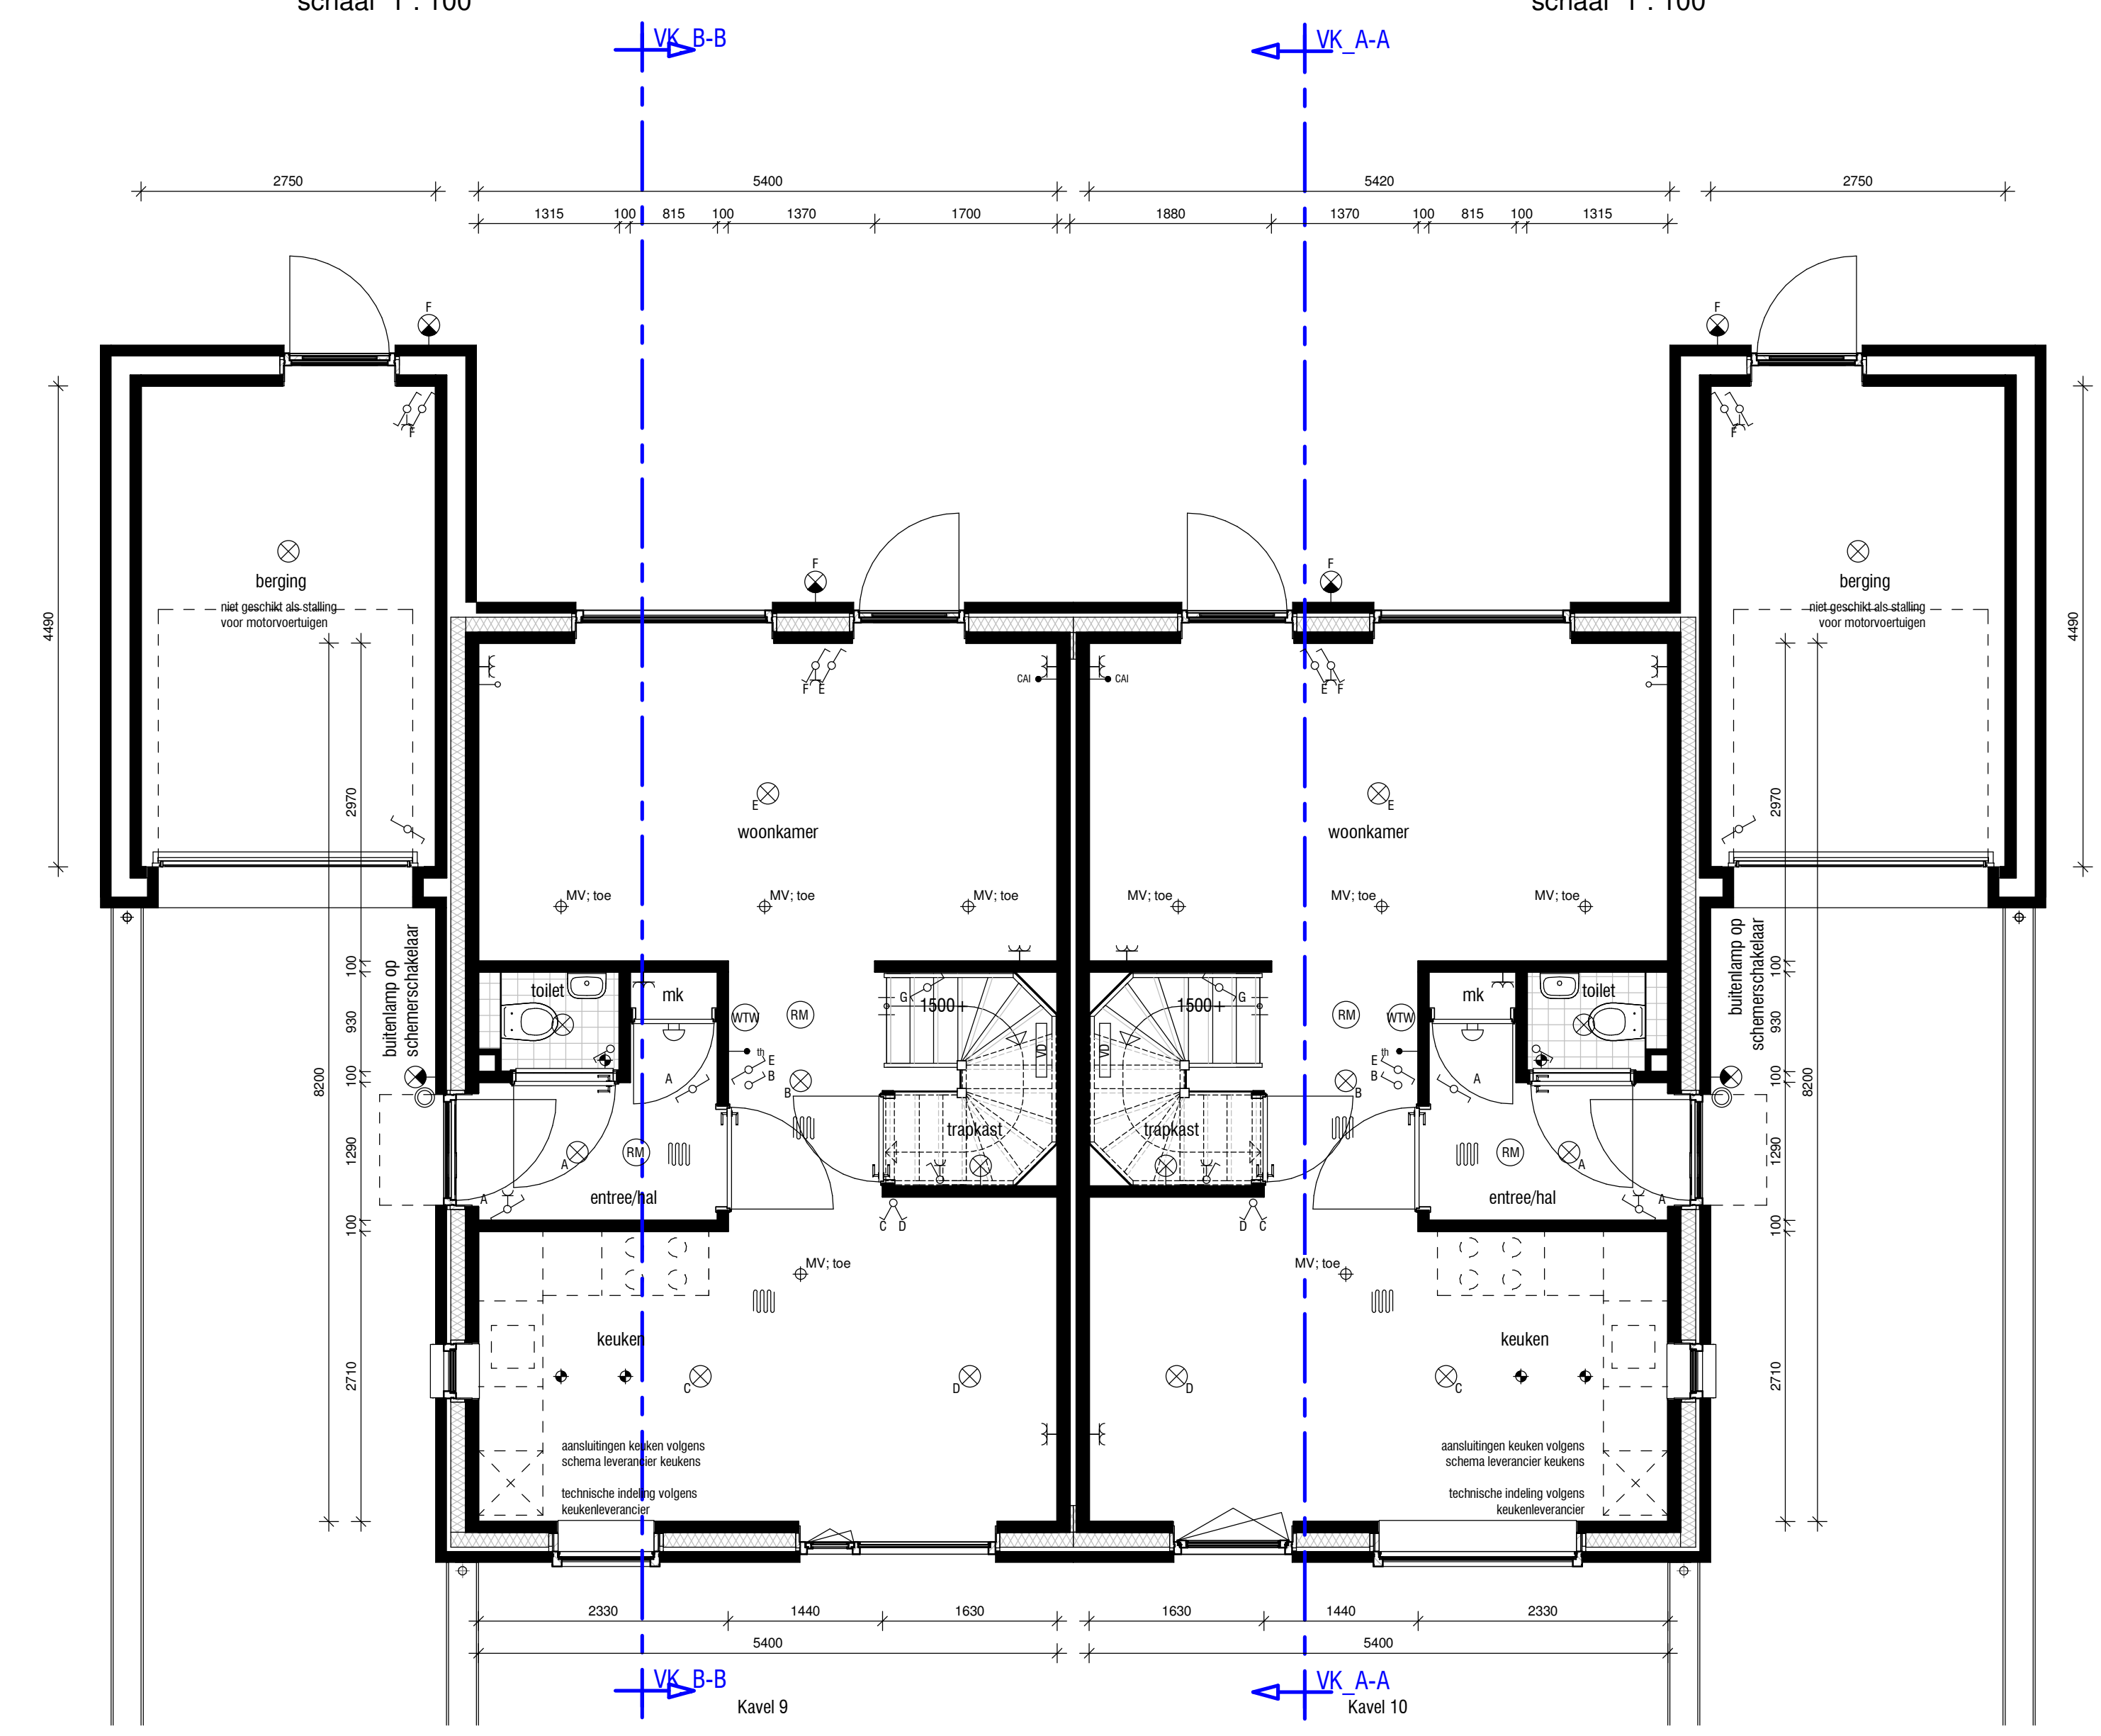 schaal 1 : 100
schaal 1 : 100
VK_B-B
VK_A-A
2750
5400
5420
2750
1315
100
815
100
1370
1700
1880
1370
100
815
100
1315
F
F
F
F
F
F
4490
4490
berging
niet geschikt als stalling
voor motorvoertuigen
berging
niet geschikt als stalling
voor motorvoertuigen
F
E
CAI
CAI
E
F
2970
2970
E
woonkamer
E
woonkamer
MV; toe
MV; toe
MV; toe
MV; toe
MV; toe
MV; toe
buitenlamp op
schemerschakelaar
buitenlamp op
schemerschakelaar
100
930
100
8200
1290
100
2710
100
930
100
8200
1290
100
2710
toilet
mk
WTW
RM
G
1500+
VD
VD
1500+
G
RM
WTW
mk
toilet
th
E
B
A
B
th
E
B
A
B
trapkast
trapkast
A
RM
A
entree/hal
RM
A
A
entree/hal
C
D
D
C
MV; toe
MV; toe
keuken
keuken
C
D
D
C
aansluitingen keuken volgens
schema leverancier keukens
technische indeling volgens
keukenleverancier
aansluitingen keuken volgens
schema leverancier keukens
technische indeling volgens
keukenleverancier
2330
1440
1630
1630
1440
2330
5400
5400
VK_B-B
VK_A-A
Kavel 9
Kavel 10